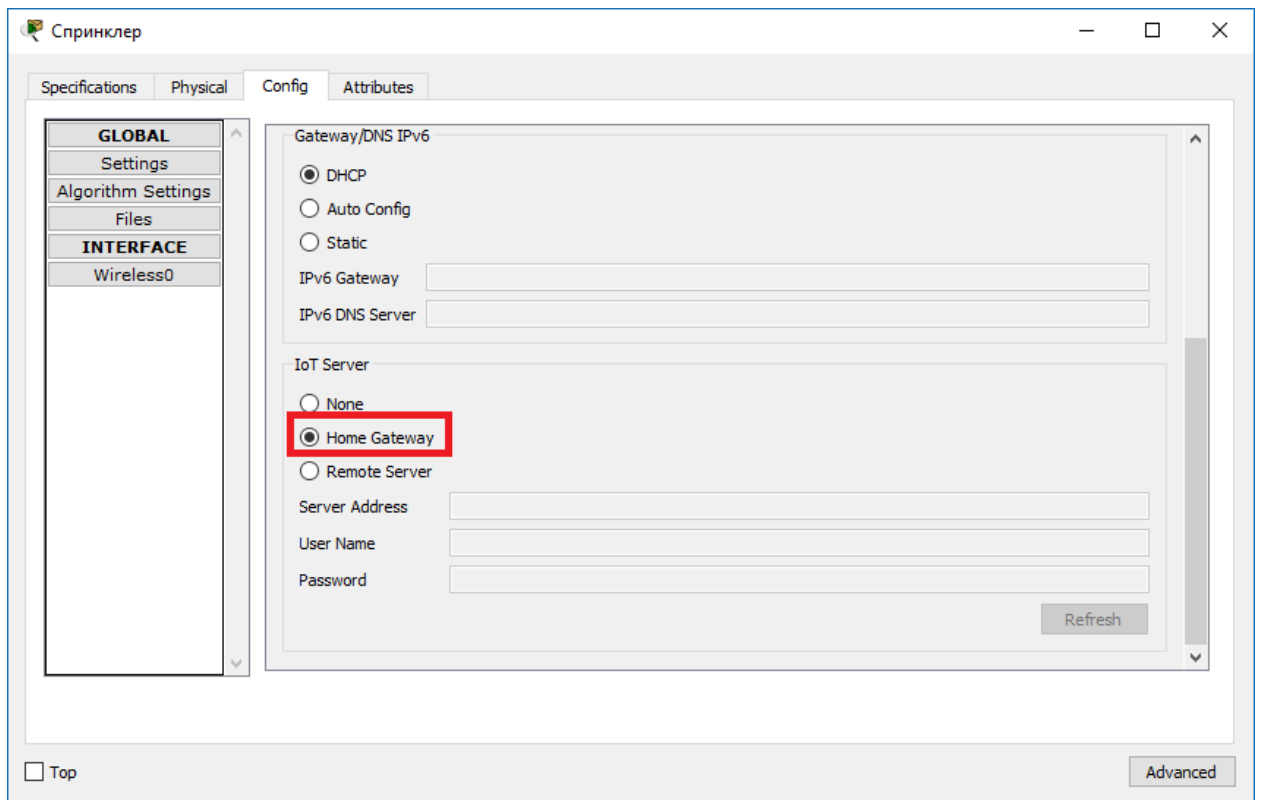 Спринклер
Specifications Physical Config Attributes
GLOBAL
Settings
Algorithm Settings
Files
INTERFACE
Wireless0
Gateway/DNS IPv6
DHCP
Auto Config
Static
IPv6 Gateway
IPv6 DNS Server
IoT Server
None
Home Gateway
Remote Server
Server Address
User Name
Password
Refresh
Top
Advanced